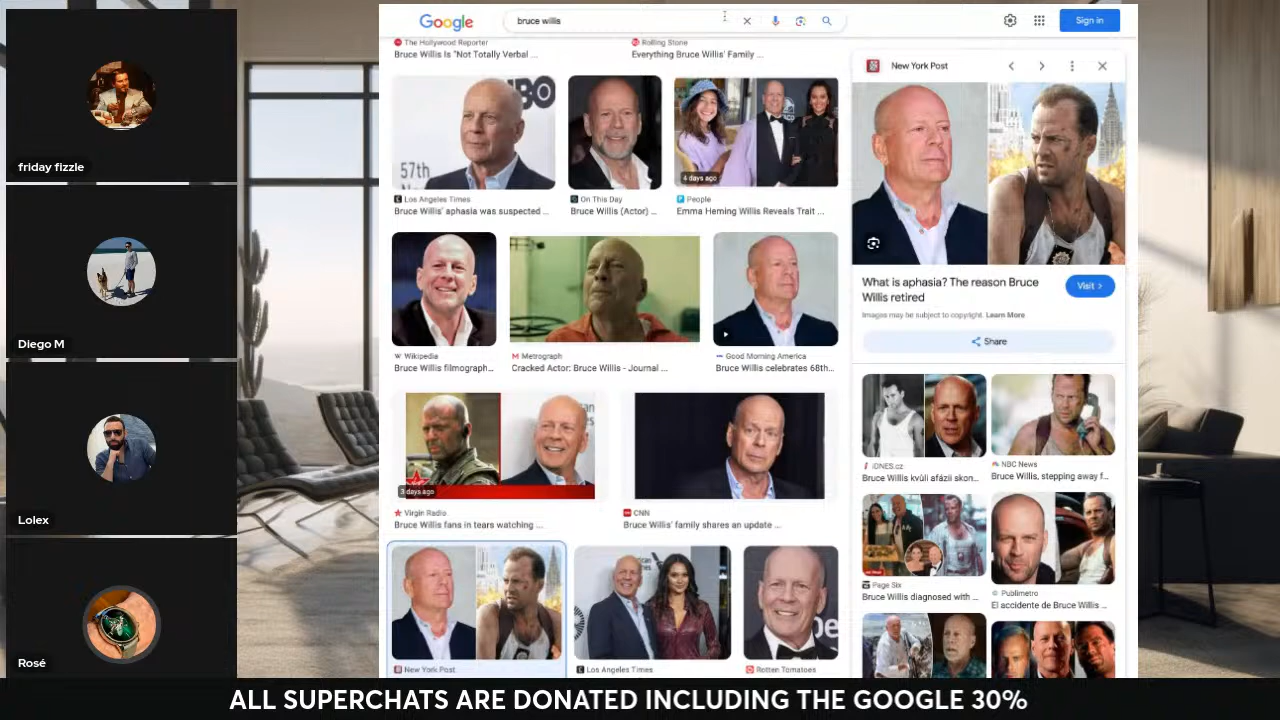 friday fizzle
Diego M
Lolex
Rosé
Google
bruce willis
Sign in
The Hollywood Reporter
Bruce Willis Is "Not Totally Verbal ...
Rolling Stone
Everything Bruce Willis' Family ...
57th
Los Angeles Times
Bruce Willis' aphasia was suspected ...
On This Day
Bruce Willis (Actor) ...
4 days ago
People
Emma Heming Willis Reveals Trait ...
W Wikipedia
Bruce Willis filmograph...
M Metrograph
Cracked Actor: Bruce Willis - Journal ...
Good Morning America
Bruce Willis celebrates 68th...
3 days ago
Virgin Radio
Bruce Willis fans in tears watching ...
CNN
Bruce Willis' family shares an update ...
New York Post
Los Angeles Times
Rotten Tomatoes
New York Post
What is aphasia? The reason Bruce
Willis retired
Visit >
Images may be subject to copyright. Learn More
Share
iDNES.cz
Bruce Willis kvůli afázii skon...
NBC News
Bruce Willis, stepping away f...
Page Six
Bruce Willis diagnosed with ...
Publimetro
El accidente de Bruce Willis ...
ALL SUPERCHATS ARE DONATED INCLUDING THE GOOGLE 30%